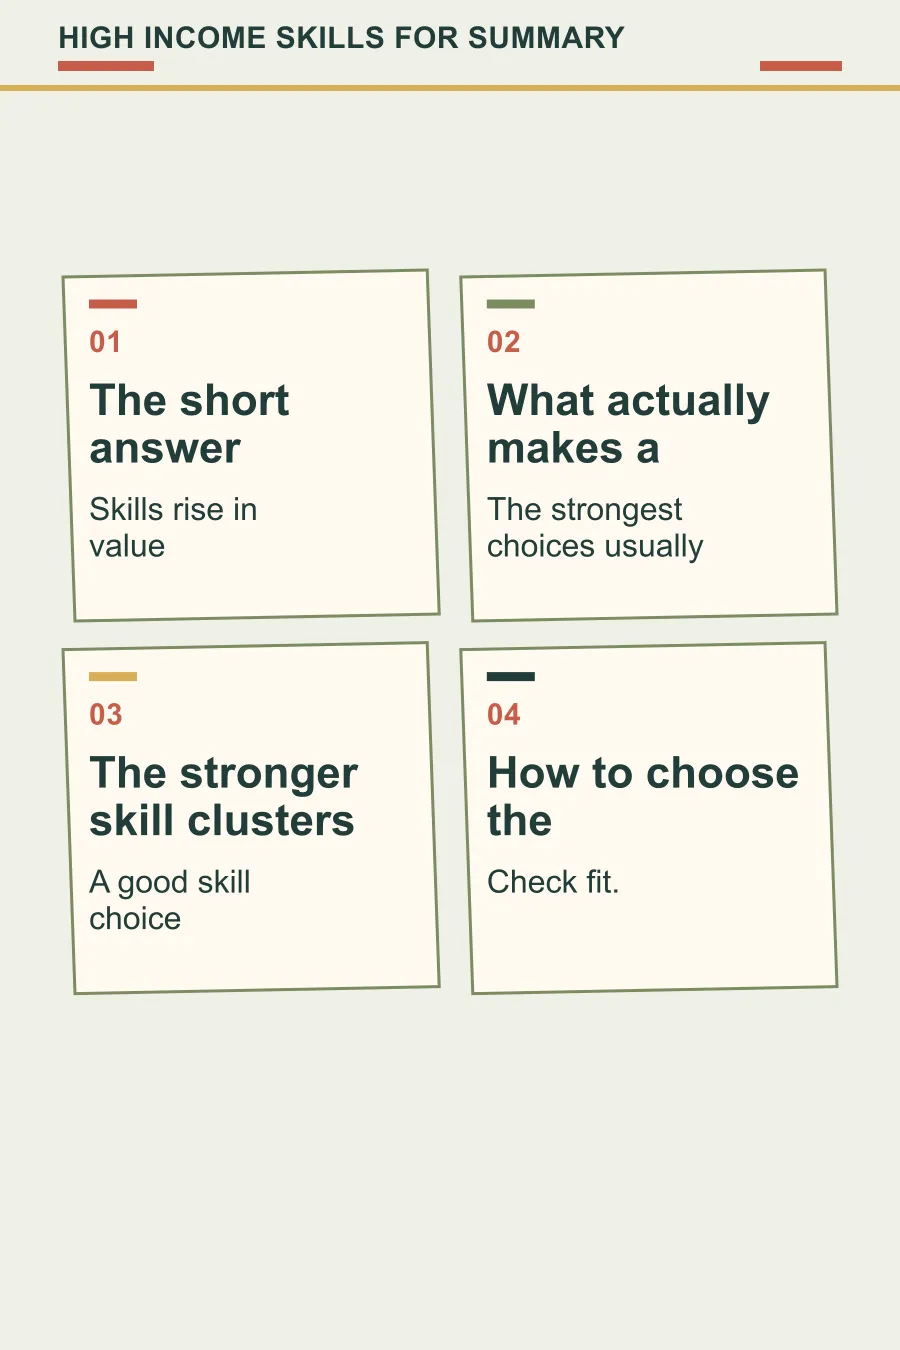 HIGH INCOME SKILLS FOR SUMMARY
01
The short
answer
Skills rise in
value
02
What actually
makes a
The strongest
choices usually
03
The stronger
skill clusters
A good skill
choice
04
How to choose
the
Check fit.